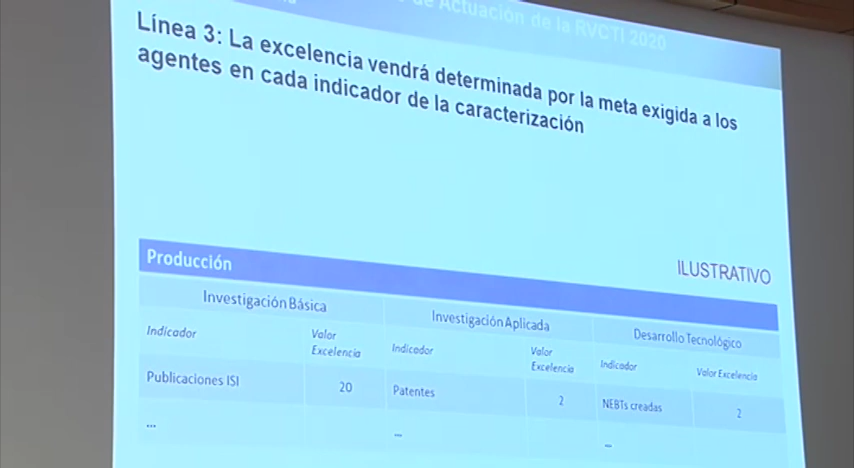 de Actuación de la RVCTI 2020
Línea 3: La excelencia vendrá determinada por la meta exigida a los
agentes en cada indicador de la caracterización
ILUSTRATIVO
Producción
Investigación Básica Investigación Aplicada Desarrollo Tecnológico
Indicador Valor Excelencia Indicador Valor Excelencia Indicador Valor Excelencia
Publicaciones ISI 20 Patentes 2 NEBTs creadas 2
... ... ...